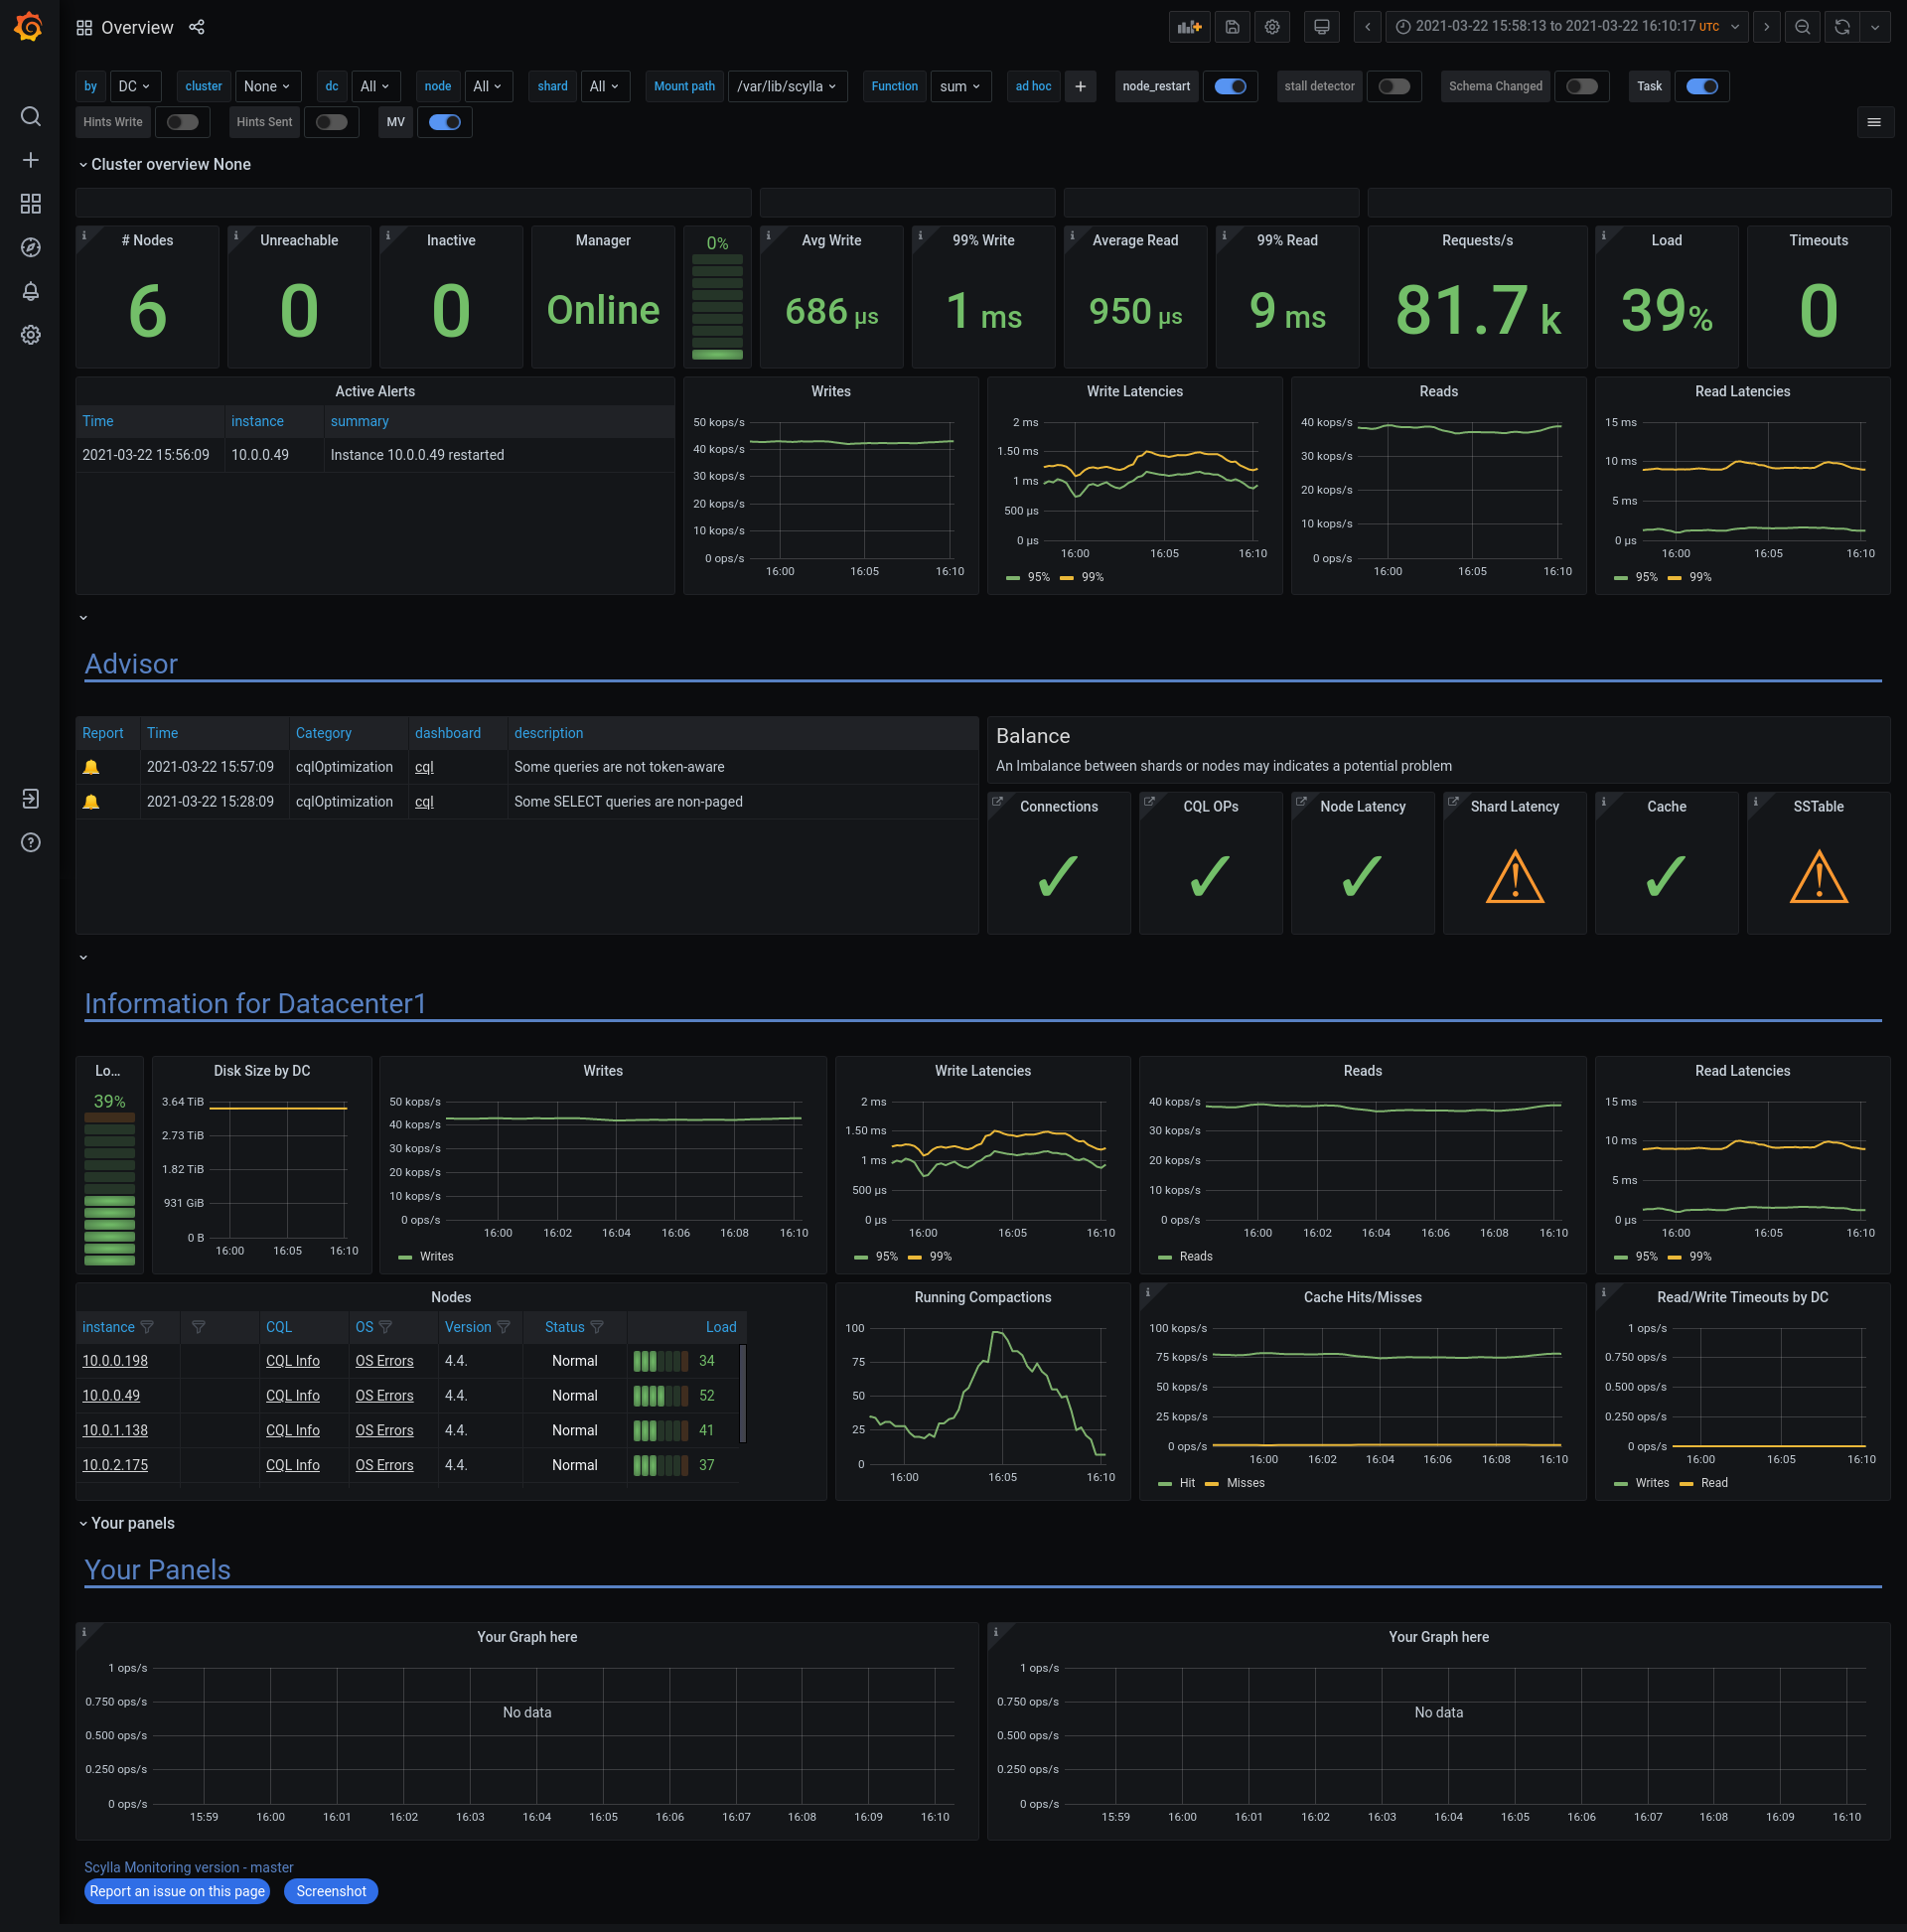 Overview
2021-03-22 15:58:13 to 2021-03-22 16:10:17 UTC
by DC cluster None dc All node All shard All Mount path /var/lib/scylla Function sum ad hoc + node_restart stall detector Schema Changed Task
Hints Write Hints Sent MV
Cluster overview None
# Nodes Unreachable Inactive Manager 0% Avg Write 99% Write Average Read 99% Read Requests/s Load Timeouts
6 0 0 Online 686 µs 1 ms 950 µs 9 ms 81.7 k 39% 0
Active Alerts
Time instance summary
2021-03-22 15:56:09 10.0.0.49 Instance 10.0.0.49 restarted
Writes
50 kops/s
40 kops/s
30 kops/s
20 kops/s
10 kops/s
0 ops/s
16:00 16:05 16:10
Write Latencies
2 ms
1.50 ms
1 ms
500 µs
0 µs
16:00 16:05 16:10
95% 99%
Reads
40 kops/s
30 kops/s
20 kops/s
10 kops/s
0 ops/s
16:00 16:05 16:10
Read Latencies
15 ms
10 ms
5 ms
0 µs
16:00 16:05 16:10
95% 99%
Advisor
Report Time Category dashboard description
2021-03-22 15:57:09 cqlOptimization cql Some queries are not token-aware
2021-03-22 15:28:09 cqlOptimization cql Some SELECT queries are non-paged
Balance
An Imbalance between shards or nodes may indicates a potential problem
Connections CQL OPs Node Latency Shard Latency Cache SSTable
Information for Datacenter1
Lo...
39%
Disk Size by DC
3.64 TiB
2.73 TiB
1.82 TiB
931 GiB
0 B
16:00 16:05 16:10
Writes
50 kops/s
40 kops/s
30 kops/s
20 kops/s
10 kops/s
0 ops/s
16:00 16:02 16:04 16:06 16:08 16:10
Writes
Write Latencies
2 ms
1.50 ms
1 ms
500 µs
0 µs
16:00 16:05 16:10
95% 99%
Reads
40 kops/s
30 kops/s
20 kops/s
10 kops/s
0 ops/s
16:00 16:02 16:04 16:06 16:08 16:10
Reads
Read Latencies
15 ms
10 ms
5 ms
0 µs
16:00 16:05 16:10
95% 99%
Nodes
instance CQL OS Version Status Load
10.0.0.198 CQL Info OS Errors 4.4. Normal 34
10.0.0.49 CQL Info OS Errors 4.4. Normal 52
10.0.1.138 CQL Info OS Errors 4.4. Normal 41
10.0.2.175 CQL Info OS Errors 4.4. Normal 37
Running Compactions
100
75
50
25
0
16:00 16:05 16:10
Cache Hits/Misses
100 kops/s
75 kops/s
50 kops/s
25 kops/s
0 ops/s
16:00 16:02 16:04 16:06 16:08 16:10
Hit Misses
Read/Write Timeouts by DC
1 ops/s
0.750 ops/s
0.500 ops/s
0.250 ops/s
0 ops/s
16:00 16:05 16:10
Writes Read
Your panels
Your Panels
Your Graph here
1 ops/s
0.750 ops/s
0.500 ops/s
0.250 ops/s
0 ops/s
No data
15:59 16:00 16:01 16:02 16:03 16:04 16:05 16:06 16:07 16:08 16:09 16:10
Your Graph here
1 ops/s
0.750 ops/s
0.500 ops/s
0.250 ops/s
0 ops/s
No data
15:59 16:00 16:01 16:02 16:03 16:04 16:05 16:06 16:07 16:08 16:09 16:10
Scylla Monitoring version - master
Report an issue on this page Screenshot